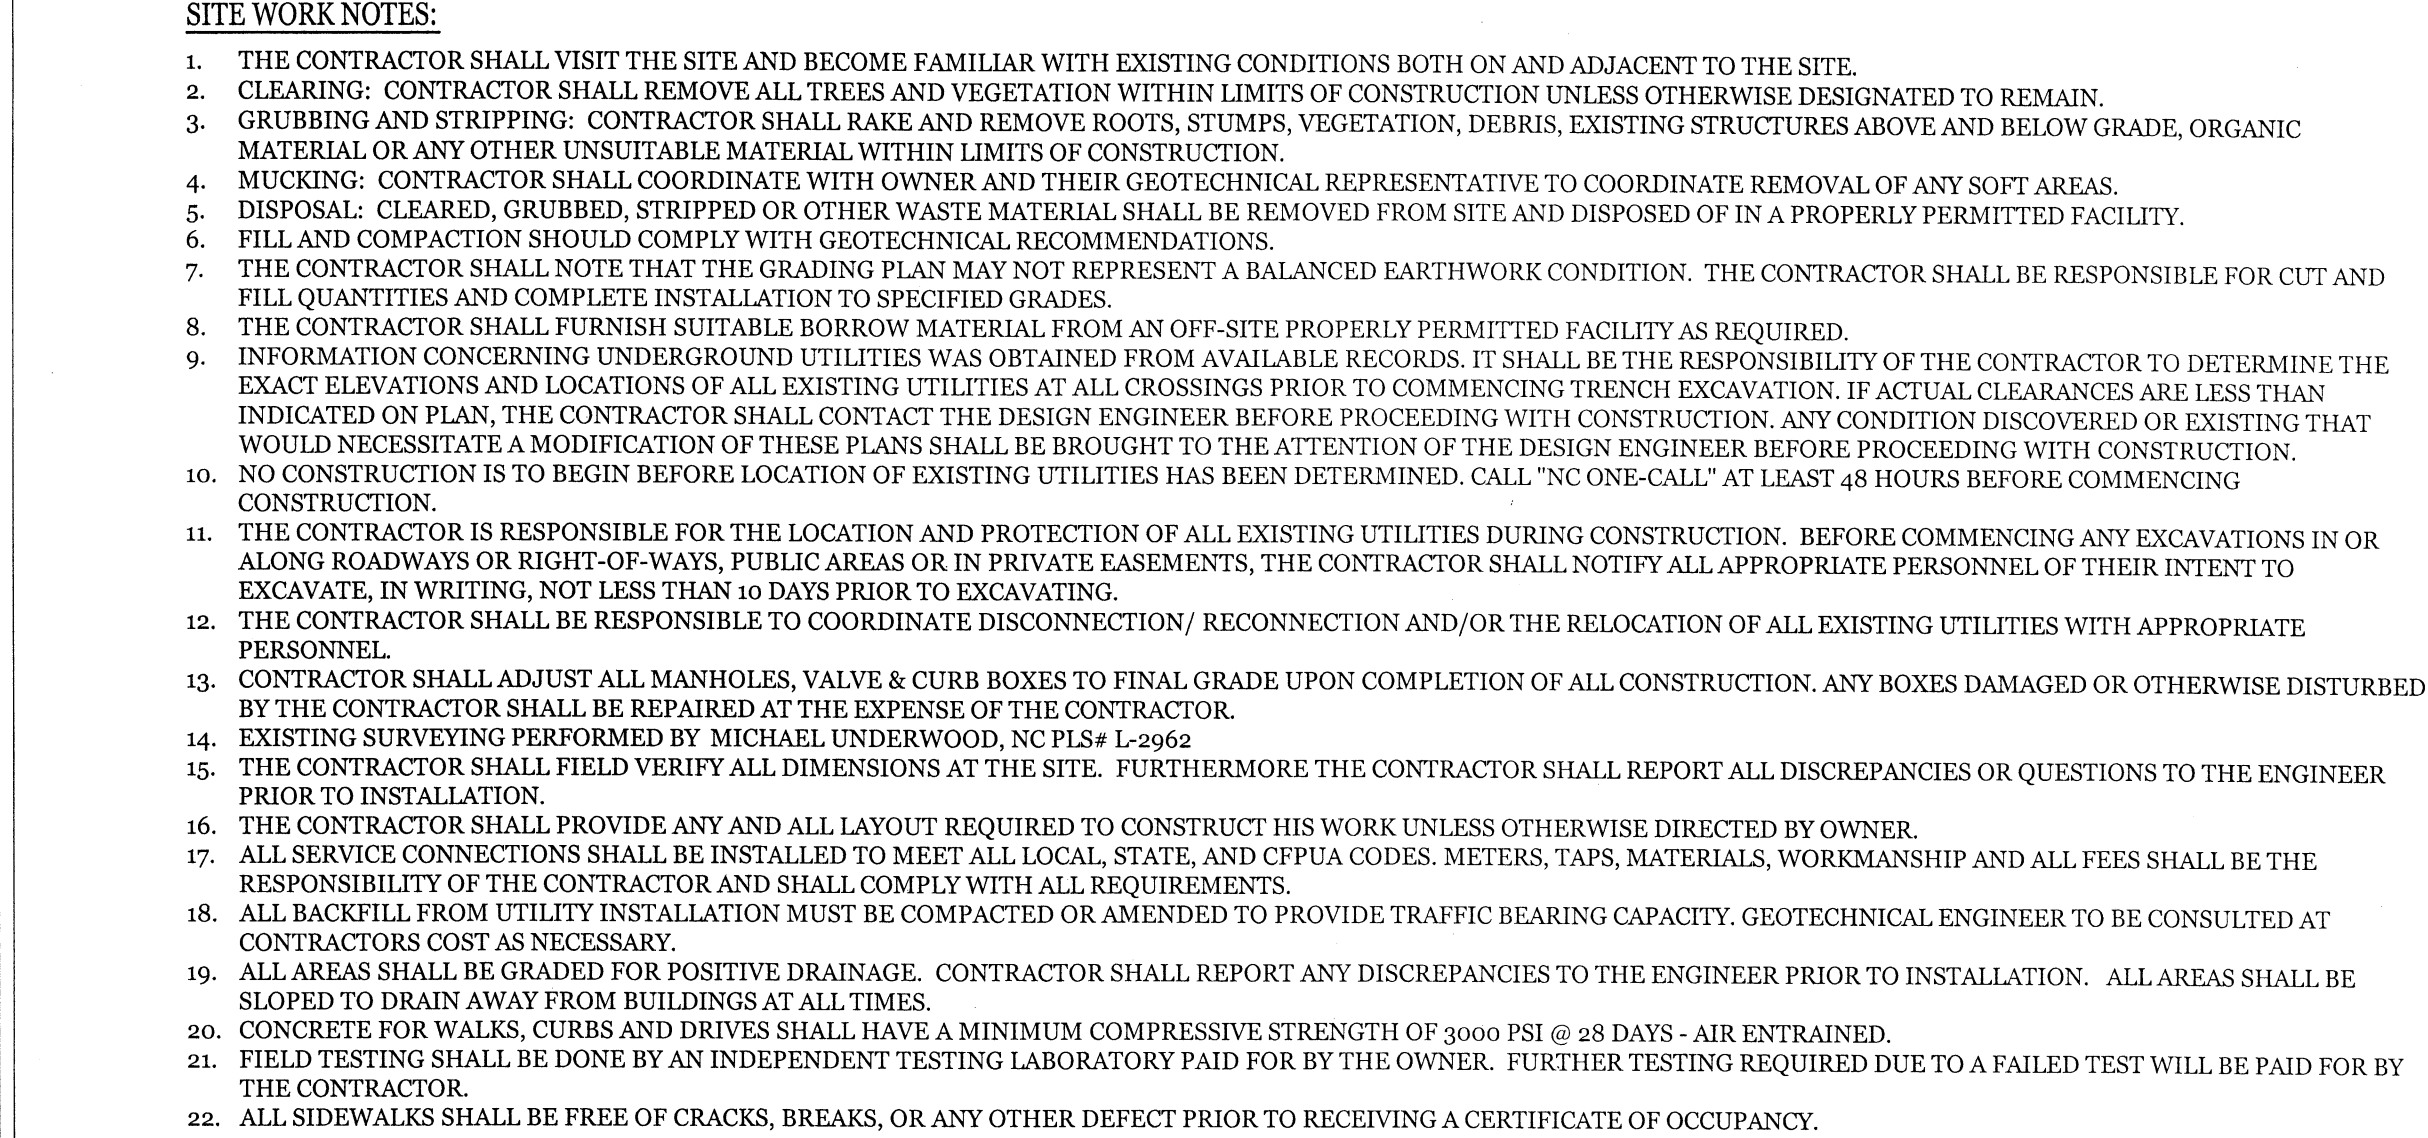 SITE WORK NOTES:
1. THE CONTRACTOR SHALL VISIT THE SITE AND BECOME FAMILIAR WITH EXISTING CONDITIONS BOTH ON AND ADJACENT TO THE SITE.
2. CLEARING: CONTRACTOR SHALL REMOVE ALL TREES AND VEGETATION WITHIN LIMITS OF CONSTRUCTION UNLESS OTHERWISE DESIGNATED TO REMAIN.
3. GRUBBING AND STRIPPING: CONTRACTOR SHALL RAKE AND REMOVE ROOTS, STUMPS, VEGETATION, DEBRIS, EXISTING STRUCTURES ABOVE AND BELOW GRADE, ORGANIC
MATERIAL OR ANY OTHER UNSUITABLE MATERIAL WITHIN LIMITS OF CONSTRUCTION.
4. MUCKING: CONTRACTOR SHALL COORDINATE WITH OWNER AND THEIR GEOTECHNICAL REPRESENTATIVE TO COORDINATE REMOVAL OF ANY SOFT AREAS.
5. DISPOSAL: CLEARED, GRUBBED, STRIPPED OR OTHER WASTE MATERIAL SHALL BE REMOVED FROM SITE AND DISPOSED OF IN A PROPERLY PERMITTED FACILITY.
6. FILL AND COMPACTION SHOULD COMPLY WITH GEOTECHNICAL RECOMMENDATIONS.
7. THE CONTRACTOR SHALL NOTE THAT THE GRADING PLAN MAY NOT REPRESENT A BALANCED EARTHWORK CONDITION. THE CONTRACTOR SHALL BE RESPONSIBLE FOR CUT AND
FILL QUANTITIES AND COMPLETE INSTALLATION TO SPECIFIED GRADES.
8. THE CONTRACTOR SHALL FURNISH SUITABLE BORROW MATERIAL FROM AN OFF-SITE PROPERLY PERMITTED FACILITY AS REQUIRED.
9. INFORMATION CONCERNING UNDERGROUND UTILITIES WAS OBTAINED FROM AVAILABLE RECORDS. IT SHALL BE THE RESPONSIBILITY OF THE CONTRACTOR TO DETERMINE THE
EXACT ELEVATIONS AND LOCATIONS OF ALL EXISTING UTILITIES AT ALL CROSSINGS PRIOR TO COMMENCING TRENCH EXCAVATION. IF ACTUAL CLEARANCES ARE LESS THAN
INDICATED ON PLAN, THE CONTRACTOR SHALL CONTACT THE DESIGN ENGINEER BEFORE PROCEEDING WITH CONSTRUCTION. ANY CONDITION DISCOVERED OR EXISTING THAT
WOULD NECESSITATE A MODIFICATION OF THESE PLANS SHALL BE BROUGHT TO THE ATTENTION OF THE DESIGN ENGINEER BEFORE PROCEEDING WITH CONSTRUCTION.
10. NO CONSTRUCTION IS TO BEGIN BEFORE LOCATION OF EXISTING UTILITIES HAS BEEN DETERMINED. CALL "NC ONE-CALL" AT LEAST 48 HOURS BEFORE COMMENCING
CONSTRUCTION.
11. THE CONTRACTOR IS RESPONSIBLE FOR THE LOCATION AND PROTECTION OF ALL EXISTING UTILITIES DURING CONSTRUCTION. BEFORE COMMENCING ANY EXCAVATIONS IN OR
ALONG ROADWAYS OR RIGHT-OF-WAYS, PUBLIC AREAS OR IN PRIVATE EASEMENTS, THE CONTRACTOR SHALL NOTIFY ALL APPROPRIATE PERSONNEL OF THEIR INTENT TO
EXCAVATE, IN WRITING, NOT LESS THAN 10 DAYS PRIOR TO EXCAVATING.
12. THE CONTRACTOR SHALL BE RESPONSIBLE TO COORDINATE DISCONNECTION/ RECONNECTION AND/OR THE RELOCATION OF ALL EXISTING UTILITIES WITH APPROPRIATE
PERSONNEL.
13. CONTRACTOR SHALL ADJUST ALL MANHOLES, VALVE & CURB BOXES TO FINAL GRADE UPON COMPLETION OF ALL CONSTRUCTION. ANY BOXES DAMAGED OR OTHERWISE DISTURBED
BY THE CONTRACTOR SHALL BE REPAIRED AT THE EXPENSE OF THE CONTRACTOR.
14. EXISTING SURVEYING PERFORMED BY MICHAEL UNDERWOOD, NC PLS# L-2962
15. THE CONTRACTOR SHALL FIELD VERIFY ALL DIMENSIONS AT THE SITE. FURTHERMORE THE CONTRACTOR SHALL REPORT ALL DISCREPANCIES OR QUESTIONS TO THE ENGINEER
PRIOR TO INSTALLATION.
16. THE CONTRACTOR SHALL PROVIDE ANY AND ALL LAYOUT REQUIRED TO CONSTRUCT HIS WORK UNLESS OTHERWISE DIRECTED BY OWNER.
17. ALL SERVICE CONNECTIONS SHALL BE INSTALLED TO MEET ALL LOCAL, STATE, AND CFPUA CODES. METERS, TAPS, MATERIALS, WORKMANSHIP AND ALL FEES SHALL BE THE
RESPONSIBILITY OF THE CONTRACTOR AND SHALL COMPLY WITH ALL REQUIREMENTS.
18. ALL BACKFILL FROM UTILITY INSTALLATION MUST BE COMPACTED OR AMENDED TO PROVIDE TRAFFIC BEARING CAPACITY. GEOTECHNICAL ENGINEER TO BE CONSULTED AT
CONTRACTORS COST AS NECESSARY.
19. ALL AREAS SHALL BE GRADED FOR POSITIVE DRAINAGE. CONTRACTOR SHALL REPORT ANY DISCREPANCIES TO THE ENGINEER PRIOR TO INSTALLATION. ALL AREAS SHALL BE
SLOPED TO DRAIN AWAY FROM BUILDINGS AT ALL TIMES.
20. CONCRETE FOR WALKS, CURBS AND DRIVES SHALL HAVE A MINIMUM COMPRESSIVE STRENGTH OF 3000 PSI @ 28 DAYS - AIR ENTRAINED.
21. FIELD TESTING SHALL BE DONE BY AN INDEPENDENT TESTING LABORATORY PAID FOR BY THE OWNER. FURTHER TESTING REQUIRED DUE TO A FAILED TEST WILL BE PAID FOR BY
THE CONTRACTOR.
22. ALL SIDEWALKS SHALL BE FREE OF CRACKS, BREAKS, OR ANY OTHER DEFECT PRIOR TO RECEIVING A CERTIFICATE OF OCCUPANCY.